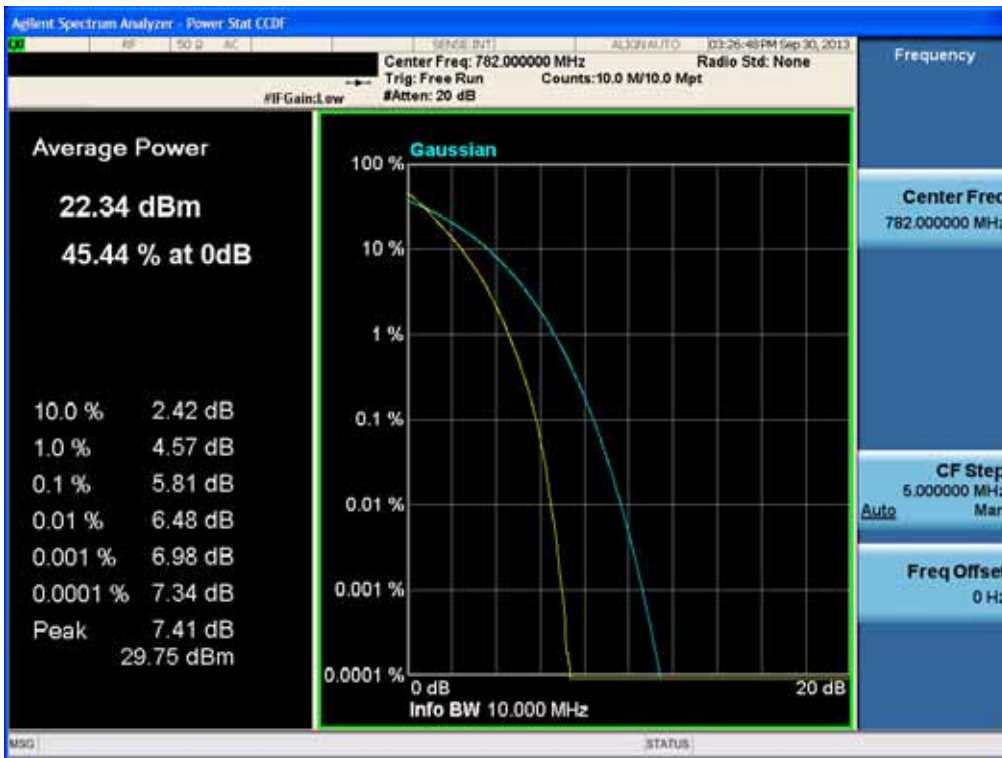 Agilent Spectrum Analyzer - Power Stat CCDF
RF 50 Ω AC SENSE:INT ALIGN AUTO 03:26:48 PM Sep 30, 2013
Center Freq: 782.000000 MHz Radio Std: None
Trig: Free Run Counts:10.0 M/10.0 Mpt
#IFGain:Low #Atten: 20 dB
Frequency
Average Power
22.34 dBm
45.44 % at 0dB
10.0 % 2.42 dB
1.0 % 4.57 dB
0.1 % 5.81 dB
0.01 % 6.48 dB
0.001 % 6.98 dB
0.0001 % 7.34 dB
Peak 7.41 dB
29.75 dBm
Gaussian
100 %
10 %
1 %
0.1 %
0.01 %
0.001 %
0.0001 %
0 dB 20 dB
Info BW 10.000 MHz
Center Freq
782.000000 MHz
CF Step
5.000000 MHz
Auto Man
Freq Offset
0 Hz
MSG STATUS